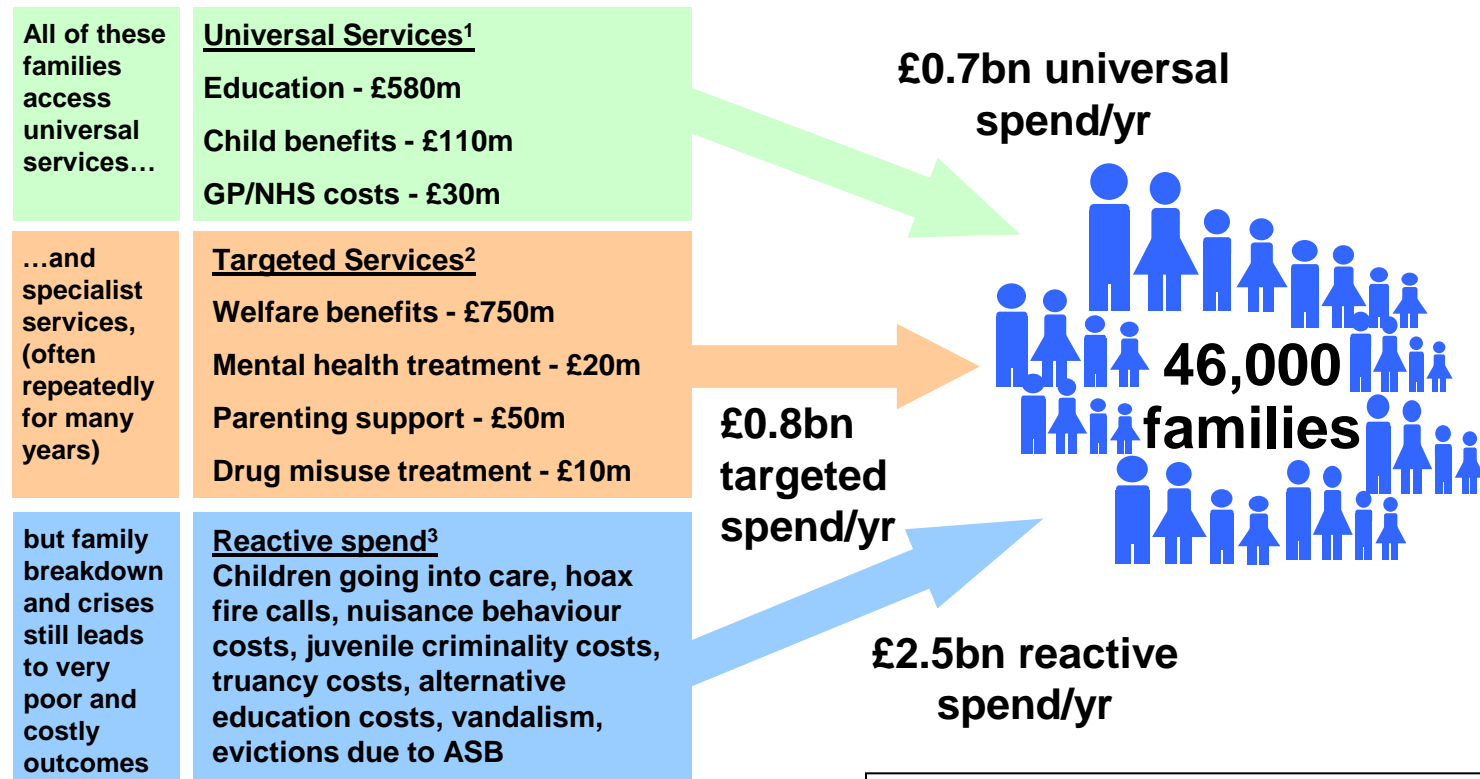 All of these
families
access
universal
services…
Universal Services¹
Education - £580m
Child benefits - £110m
GP/NHS costs - £30m
£0.7bn universal
spend/yr
…and
specialist
services,
(often
repeatedly
for many
years)
Targeted Services²
Welfare benefits - £750m
Mental health treatment - £20m
Parenting support - £50m
Drug misuse treatment - £10m
£0.8bn
targeted
spend/yr
46,000
families
but family
breakdown
and crises
still leads
to very
poor and
costly
outcomes
Reactive spend³
Children going into care, hoax
fire calls, nuisance behaviour
costs, juvenile criminality costs,
truancy costs, alternative
education costs, vandalism,
evictions due to ASB
£2.5bn reactive
spend/yr